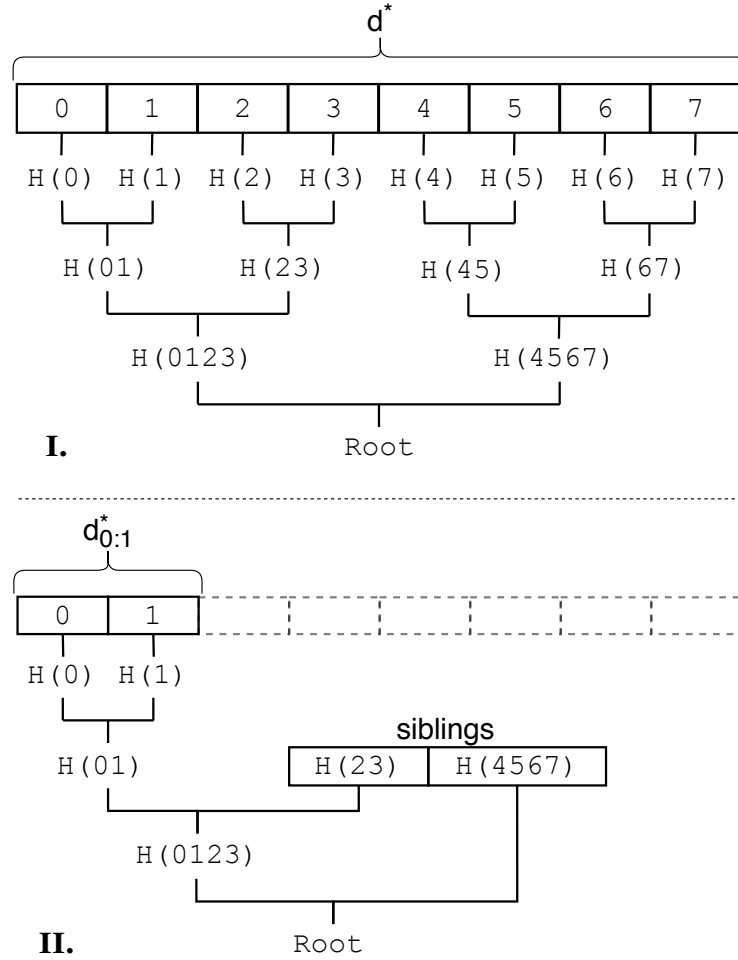 d*
0 1 2 3 4 5 6 7
H(0) H(1) H(2) H(3) H(4) H(5) H(6) H(7)
H(01) H(23) H(45) H(67)
H(0123) H(4567)
I. Root
d*0:1
0 1
H(0) H(1)
siblings
H(01) H(23) H(4567)
H(0123)
II. Root